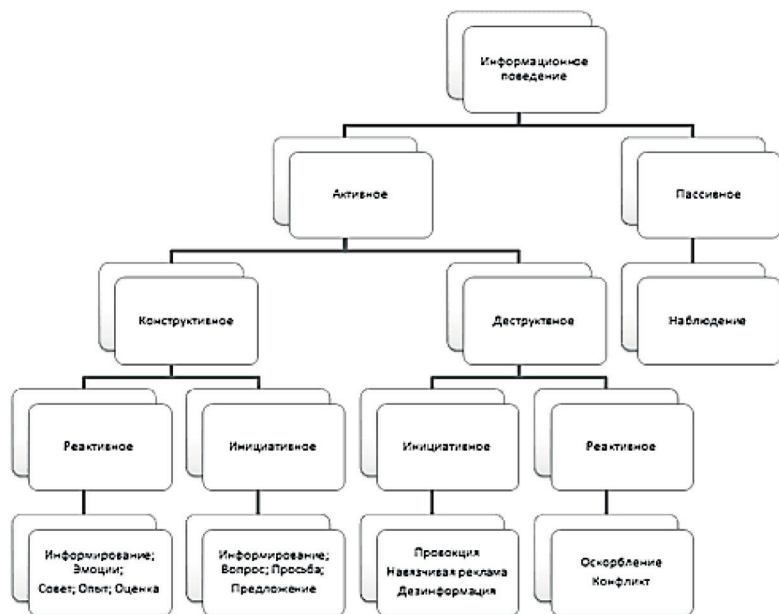 Информационное
поведение
Активное
Пассивное
Конструктивное
Деструктвное
Наблюдение
Реактивное
Инициативное
Инициативное
Реактивное
Информирование;
Эмоции;
Совет; Опыт; Оценка
Информирование;
Вопрос; Просьба;
Предложение
Провокция
Навязчивая реклама
Дезинформация
Оскорбление
Конфликт